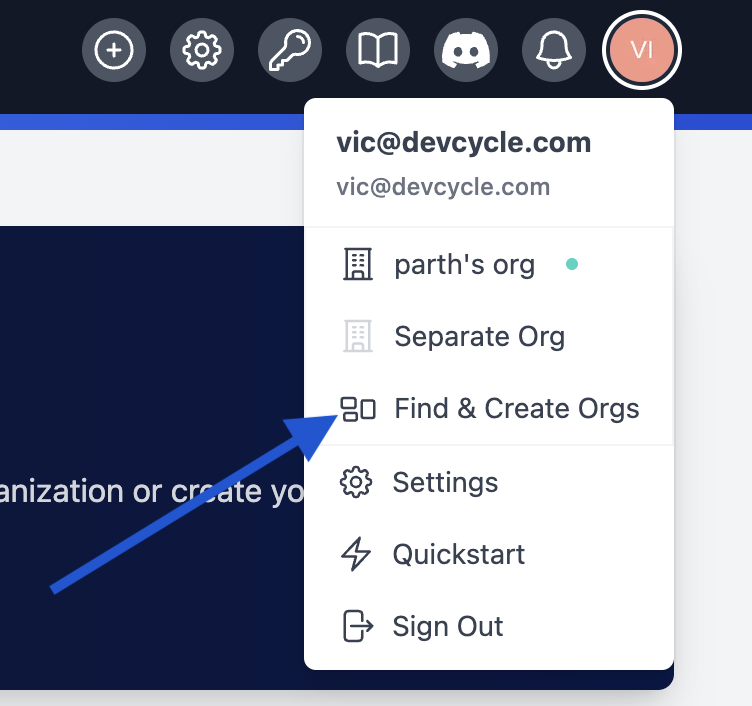 VI
vic@devcycle.com
vic@devcycle.com
parth's org
Separate Org
Find & Create Orgs
anization or create yo
Settings
Quickstart
Sign Out